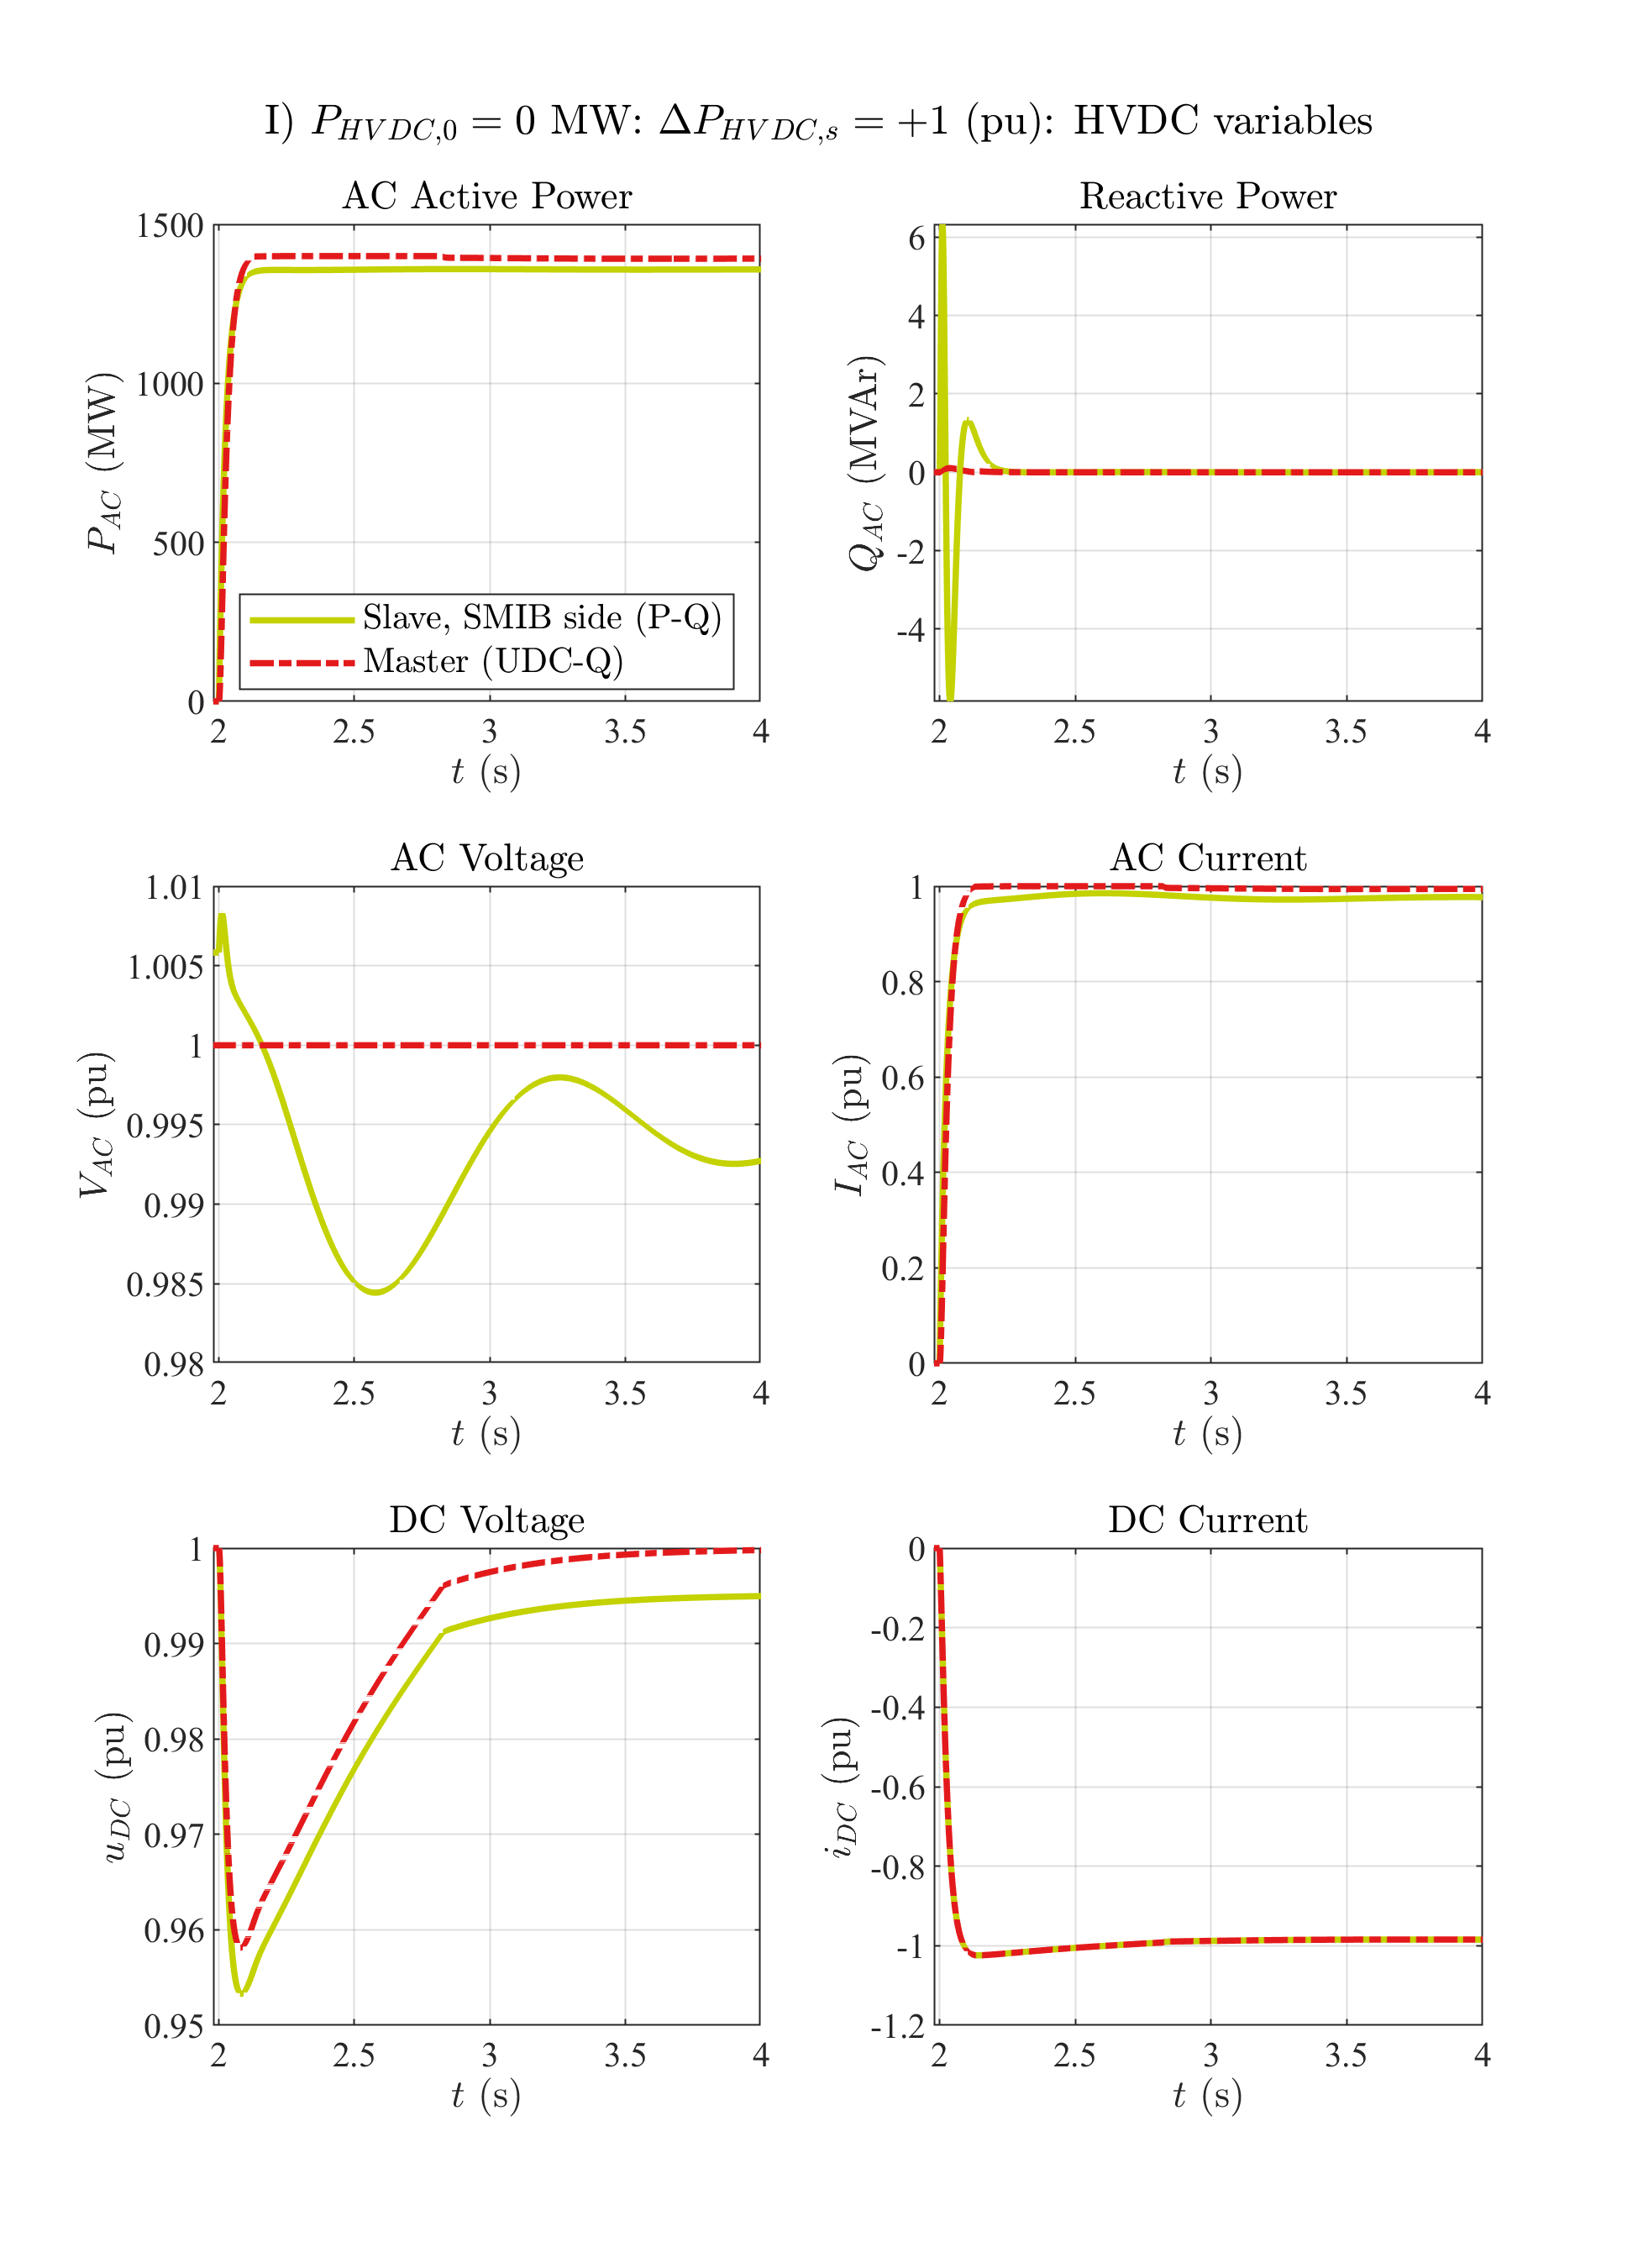 I) P_{HVDC,0} = 0 MW: ΔP_{HVDC,s} = +1 (pu): HVDC variables
AC Active Power
1500
1000
500
0
P_{AC} (MW)
Slave, SMIB side (P-Q)
Master (UDC-Q)
2 2.5 3 3.5 4
t (s)
Reactive Power
6
4
2
0
-2
-4
Q_{AC} (MVAr)
2 2.5 3 3.5 4
t (s)
AC Voltage
1.01
1.005
1
0.995
0.99
0.985
0.98
V_{AC} (pu)
2 2.5 3 3.5 4
t (s)
AC Current
1
0.8
0.6
0.4
0.2
0
I_{AC} (pu)
2 2.5 3 3.5 4
t (s)
DC Voltage
1
0.99
0.98
0.97
0.96
0.95
u_{DC} (pu)
2 2.5 3 3.5 4
t (s)
DC Current
0
-0.2
-0.4
-0.6
-0.8
-1
-1.2
i_{DC} (pu)
2 2.5 3 3.5 4
t (s)